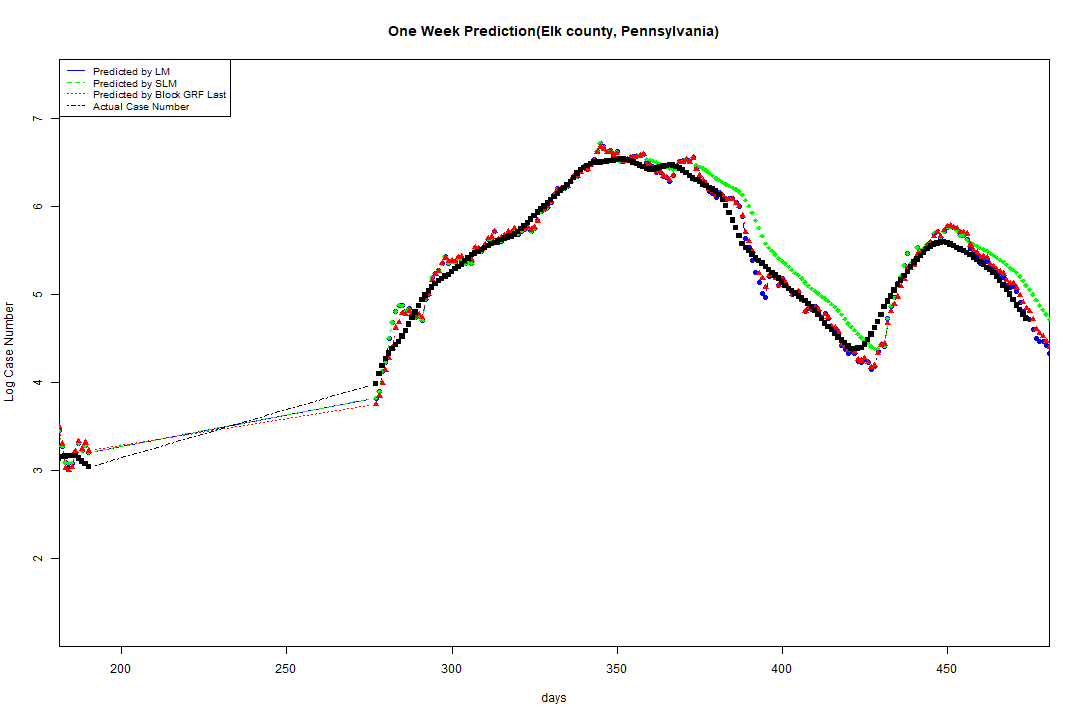 One Week Prediction(Elk county, Pennsylvania)
Predicted by LM
Predicted by SLM
Predicted by Block GRF Last
Actual Case Number
7
6
5
4
3
2
Log Case Number
200 250 300 350 400 450
days